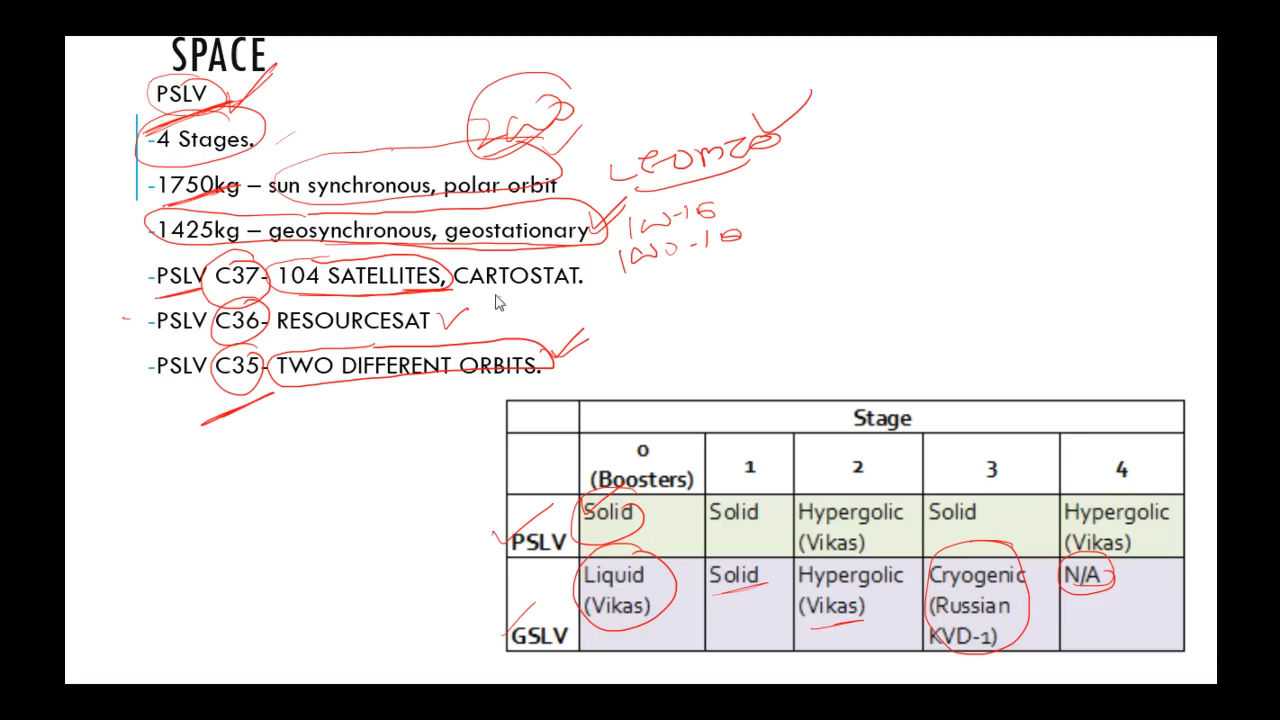 SPACE
PSLV
-4 Stages.
-1750kg – sun synchronous, polar orbit
-1425kg – geosynchronous, geostationary
-PSLV C37- 104 SATELLITES, CARTOSTAT.
-PSLV C36- RESOURCESAT
-PSLV C35- TWO DIFFERENT ORBITS.
Stage
0 (Boosters) 1 2 3 4
PSLV Solid Solid Hypergolic (Vikas) Solid Hypergolic (Vikas)
GSLV Liquid (Vikas) Solid Hypergolic (Vikas) Cryogenic (Russian KVD-1) N/A